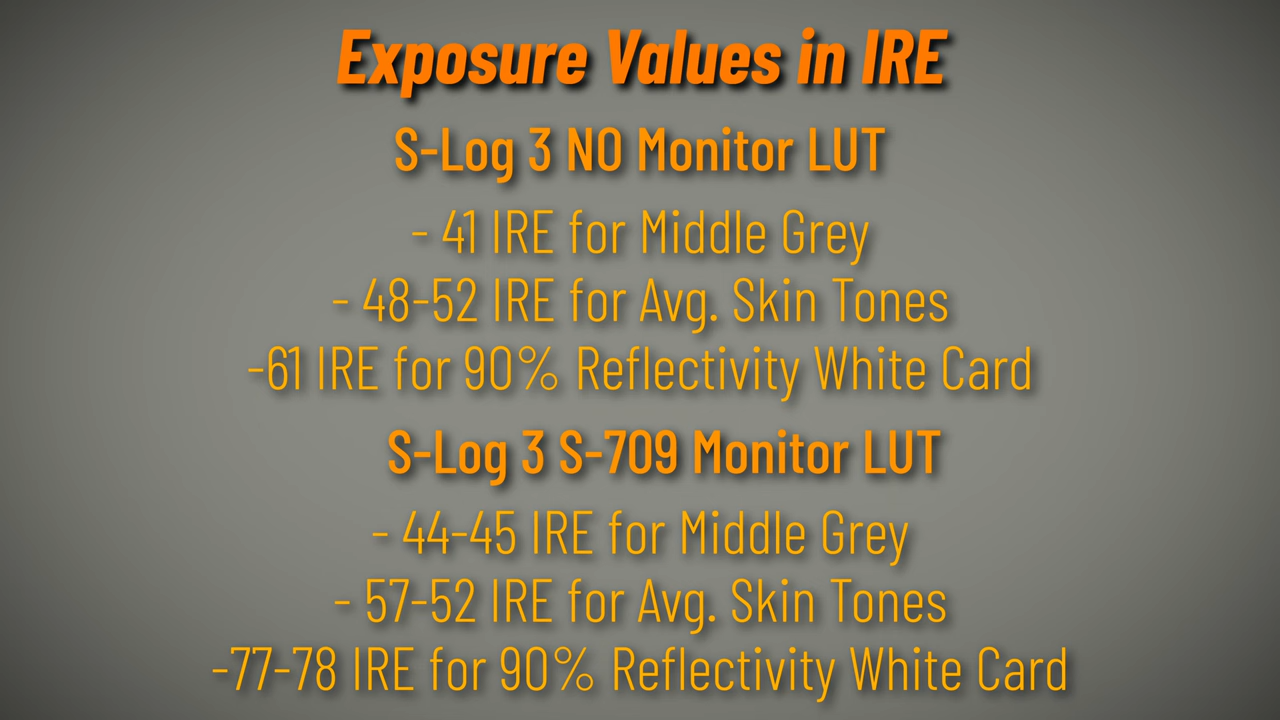 Exposure Values in IRE
S-Log 3 NO Monitor LUT
- 41 IRE for Middle Grey
- 48-52 IRE for Avg. Skin Tones
-61 IRE for 90% Reflectivity White Card
S-Log 3 S-709 Monitor LUT
- 44-45 IRE for Middle Grey
- 57-52 IRE for Avg. Skin Tones
-77-78 IRE for 90% Reflectivity White Card